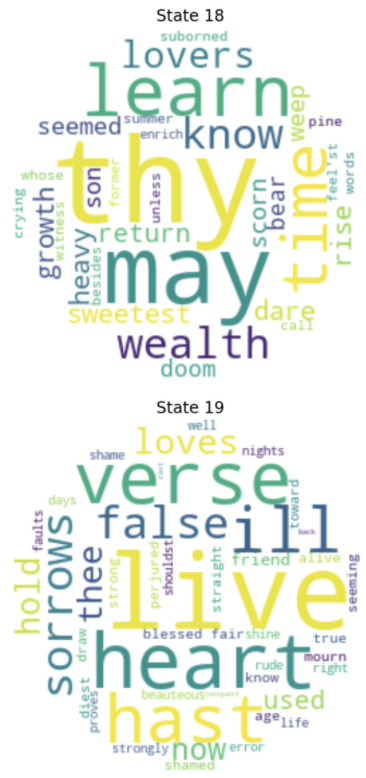 State 18
suborned
lovers
learn
summer
seemed
enrich
know
weep
pine
thy
time
feel'st
words
whose
son
former
unless
crying
witness
growth
heavy
besides
return
scorn
bear
rise
may
sweetest
dare
call
wealth
doom
State 19
well
loves
nights
shame
cast
verse
days
toward
faults
false
ill
back
hold
sorrows
thee
strong
perjured
shouldst
straight
friend
alive
seeming
live
blessed
fair
shine
true
heart
mourn
rude
right
know
draw
diest
proves
beauteous
conquest
used
hast
age
life
strongly
now
error
shamed